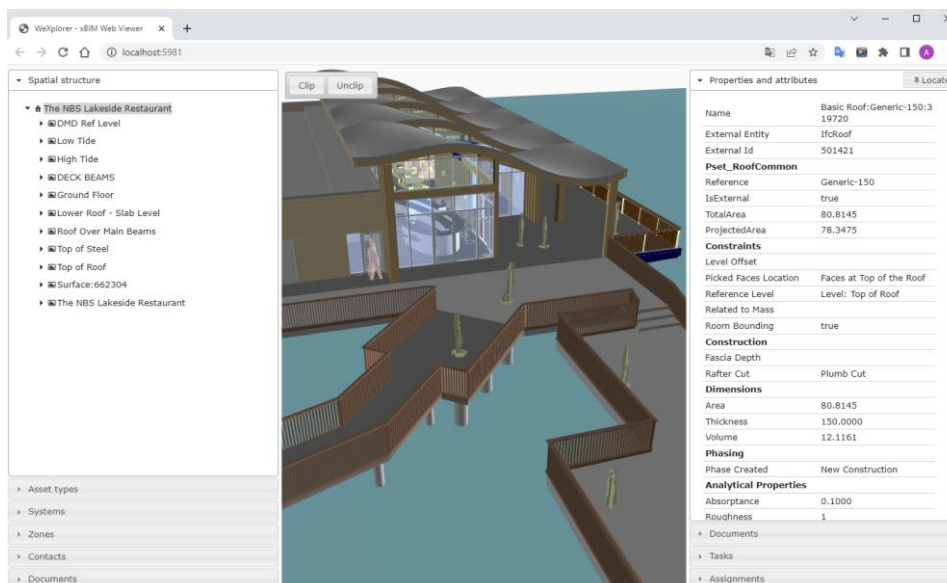 WeXplorer - xBIM Web Viewer
localhost:5981
A
Spatial structure
The NBS Lakeside Restaurant
DMD Ref Level
Low Tide
High Tide
DECK BEAMS
Ground Floor
Lower Roof - Slab Level
Roof Over Main Beams
Top of Steel
Top of Roof
Surface:662304
The NBS Lakeside Restaurant
Asset types
Systems
Zones
Contacts
Documents
Clip Unclip
Properties and attributes Locate
Name Basic Roof:Generic-150:3
19720
External Entity IfcRoof
External Id 501421
Pset_RoofCommon
Reference Generic-150
IsExternal true
TotalArea 80.8145
ProjectedArea 78.3475
Constraints
Level Offset
Picked Faces Location Faces at Top of the Roof
Reference Level Level: Top of Roof
Related to Mass
Room Bounding true
Construction
Fascia Depth
Rafter Cut Plumb Cut
Dimensions
Area 80.8145
Thickness 150.0000
Volume 12.1161
Phasing
Phase Created New Construction
Analytical Properties
Absorptance 0.1000
Roughness 1
Documents
Tasks
Assignments